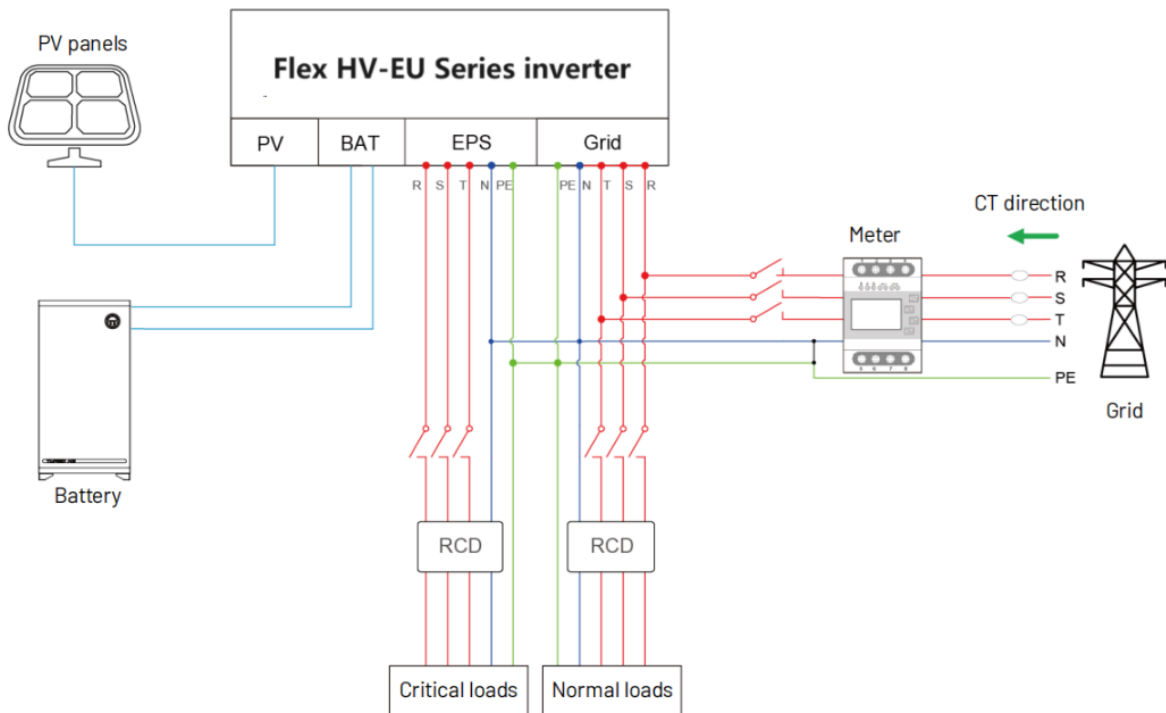 PV panels
Flex HV-EU Series inverter
PV
BAT
EPS
Grid
R
S
T
N
PE
PE
N
T
S
R
CT direction
Meter
R
S
T
N
PE
Grid
Battery
RCD
RCD
Critical loads
Normal loads